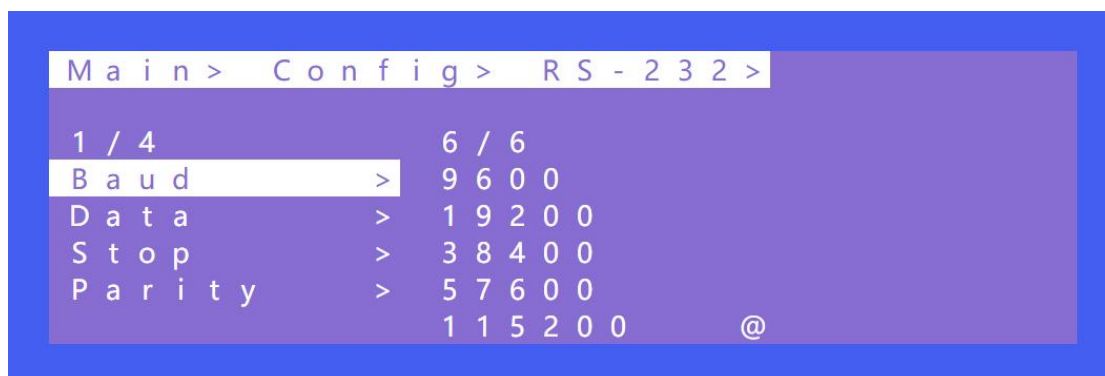 Main> Config> RS-232>
1/4 6/6
Baud > 9600
Data > 19200
Stop > 38400
Parity > 57600
115200 @